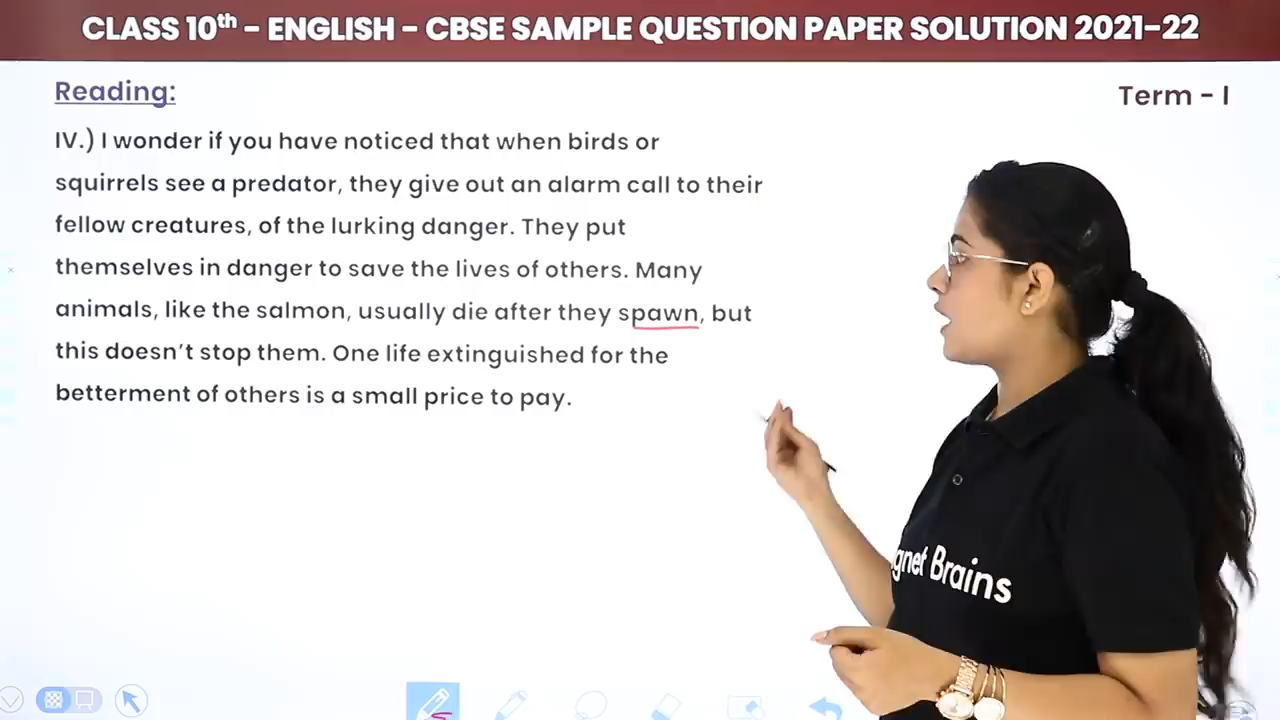 CLASS 10th - ENGLISH - CBSE SAMPLE QUESTION PAPER SOLUTION 2021-22
Reading:
Term - I
IV.) I wonder if you have noticed that when birds or
squirrels see a predator, they give out an alarm call to their
fellow creatures, of the lurking danger. They put
themselves in danger to save the lives of others. Many
animals, like the salmon, usually die after they spawn, but
this doesn't stop them. One life extinguished for the
betterment of others is a small price to pay.
gnet Brains